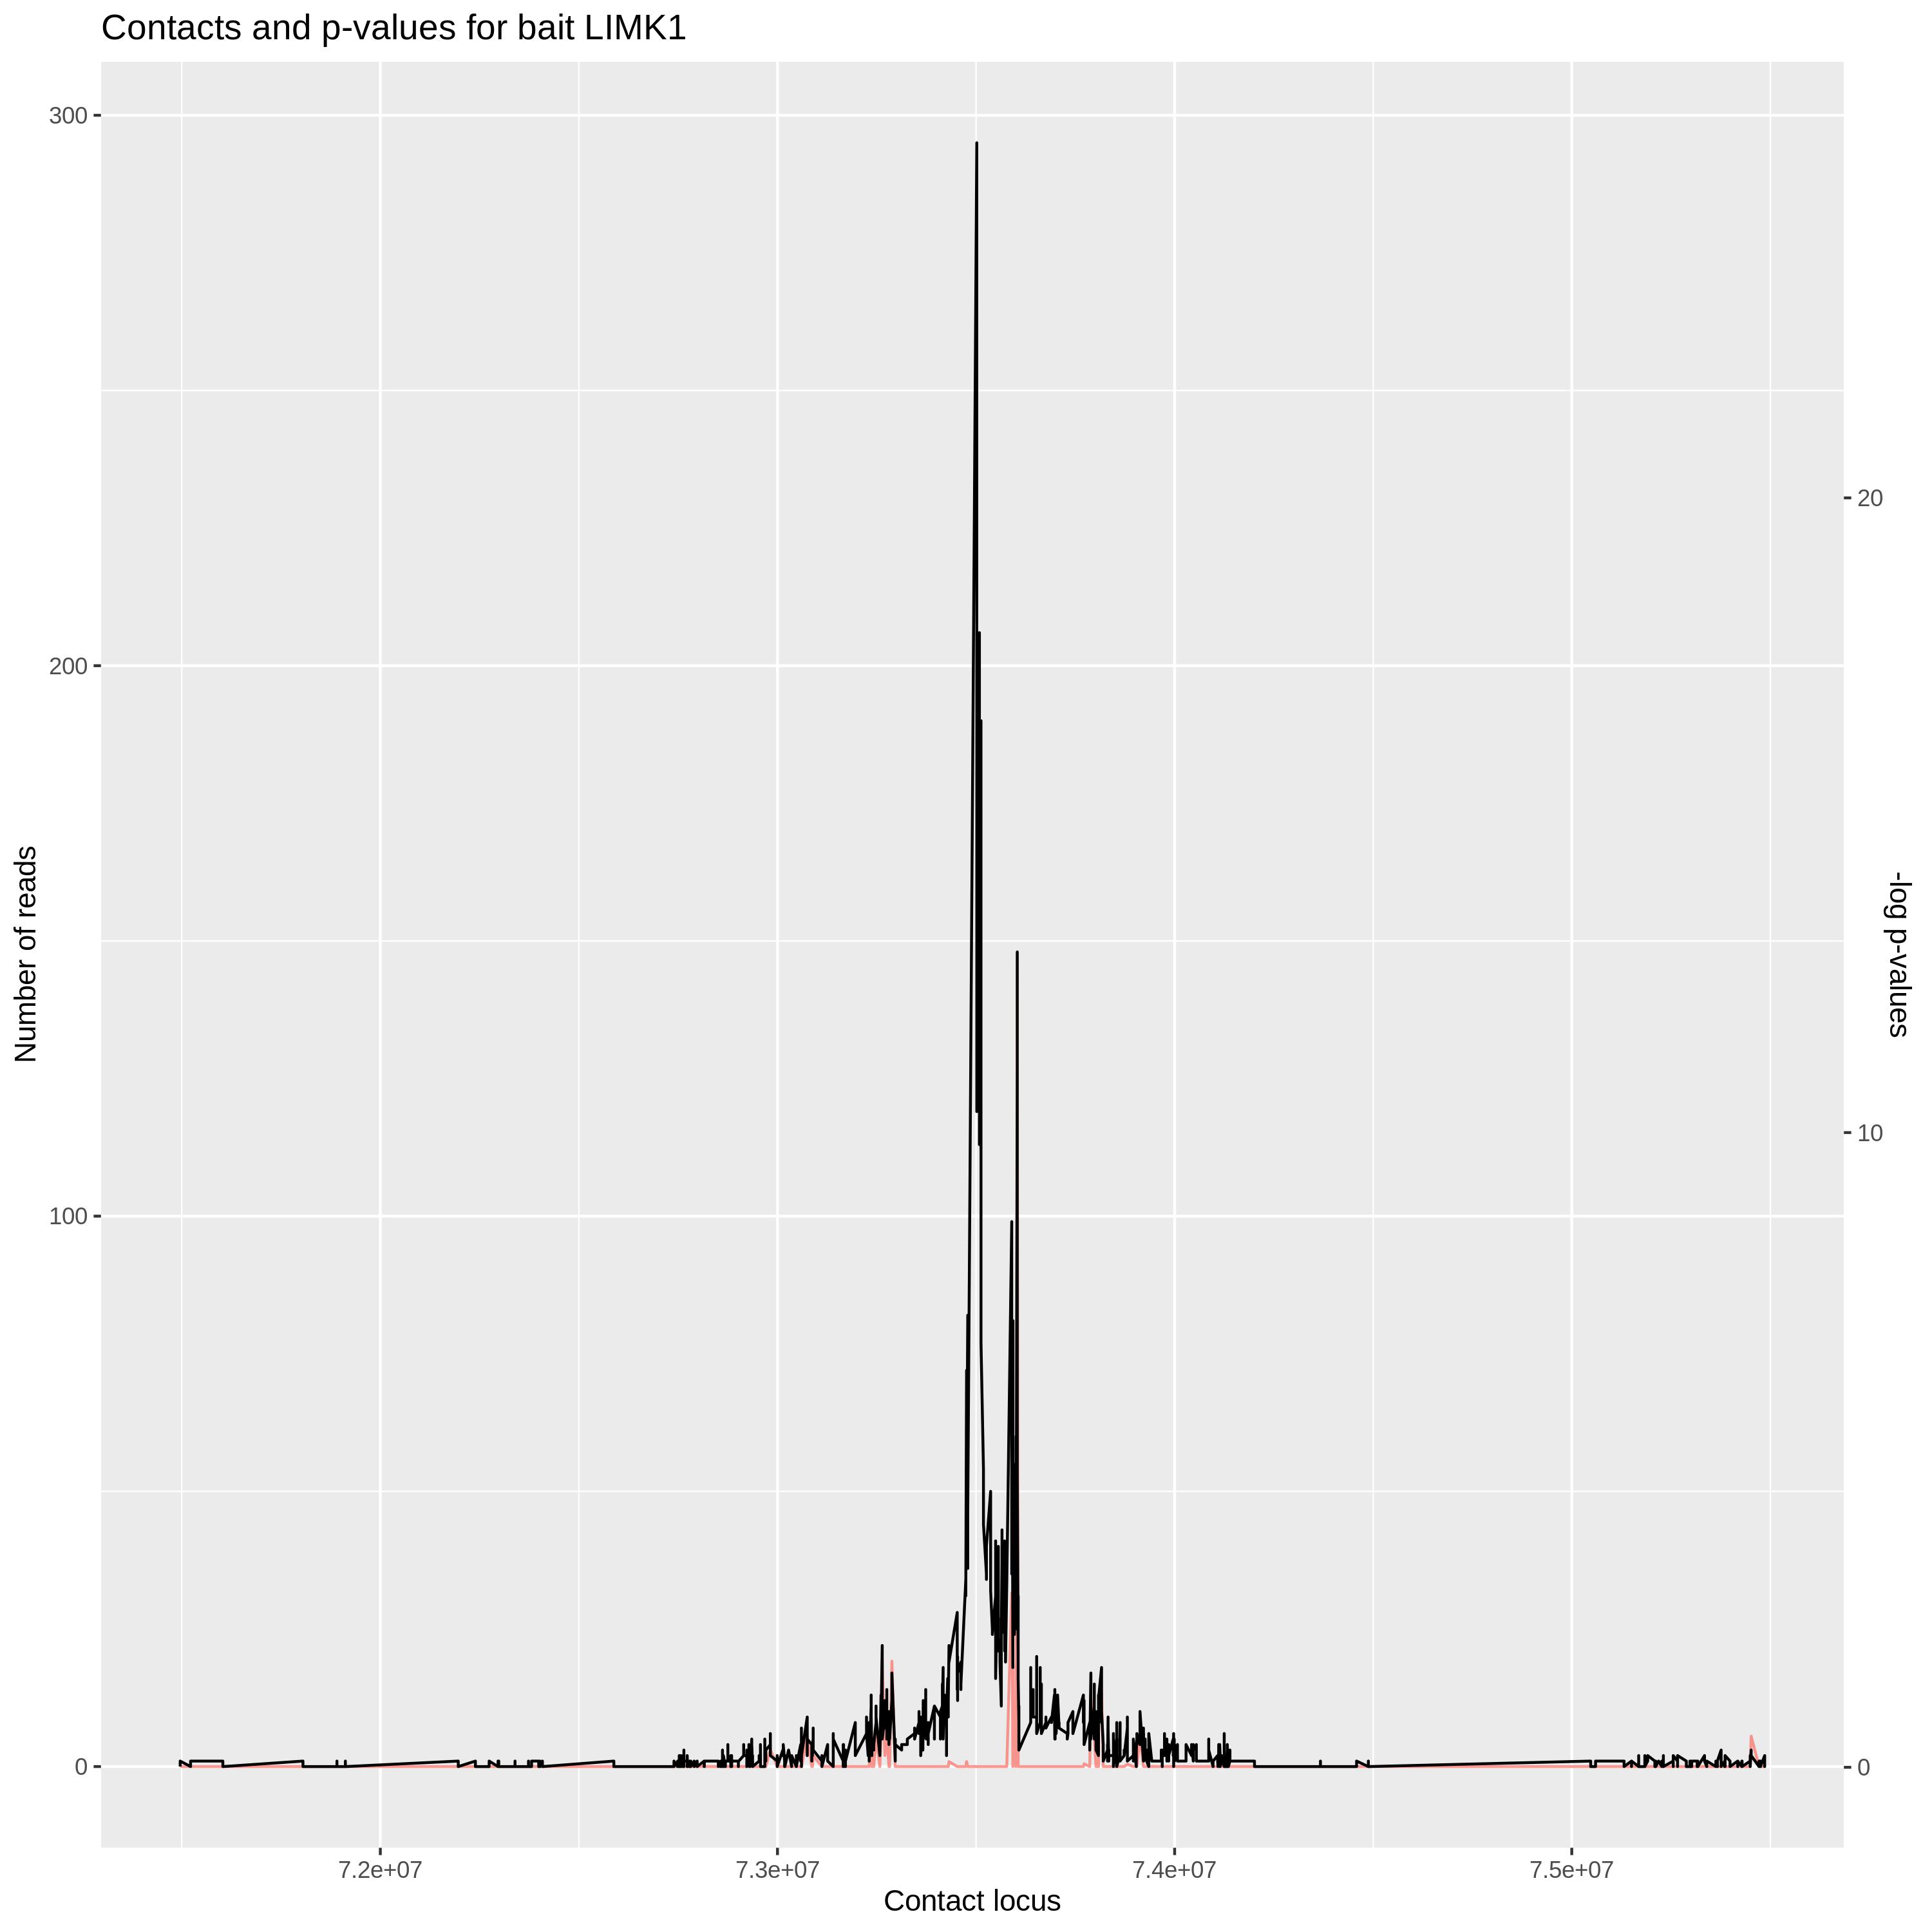 Contacts and p-values for bait LIMK1
300
200
100
0
Number of reads
20
10
0
-log p-values
7.2e+07 7.3e+07 7.4e+07 7.5e+07
Contact locus